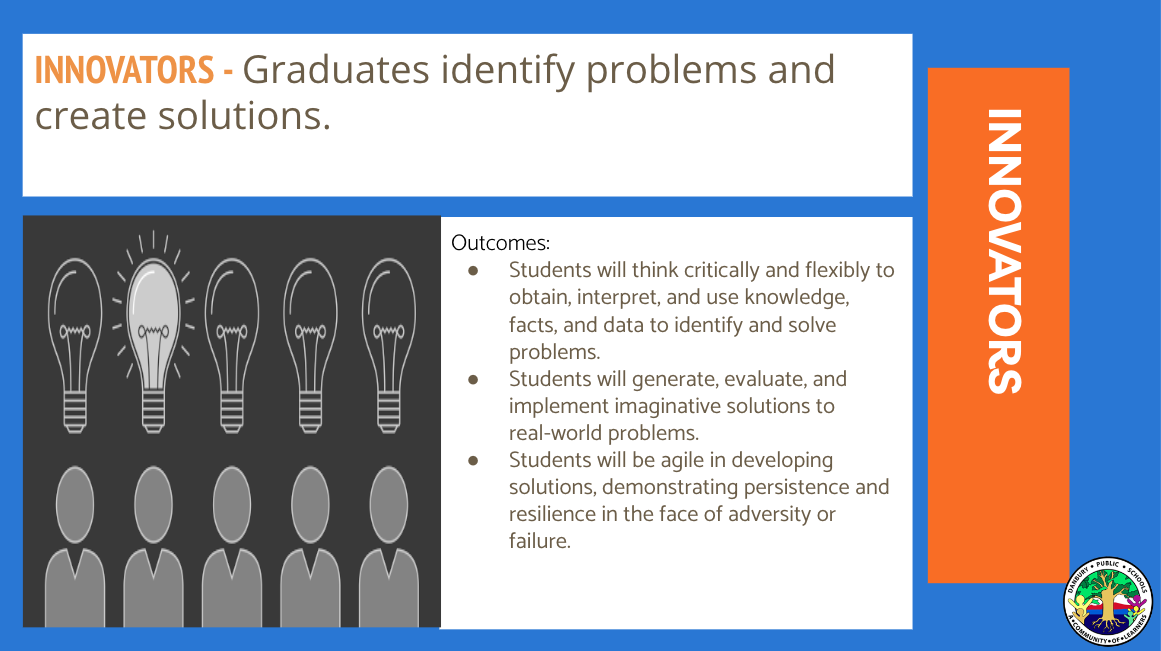 INNOVATORS - Graduates identify problems and
create solutions.
Outcomes:
● Students will think critically and flexibly to
obtain, interpret, and use knowledge,
facts, and data to identify and solve
problems.
● Students will generate, evaluate, and
implement imaginative solutions to
real-world problems.
● Students will be agile in developing
solutions, demonstrating persistence and
resilience in the face of adversity or
failure.
INNOVATORS
DANBURY • PUBLIC • SCHOOLS
A•COMMUNITY•OF•LEARNERS